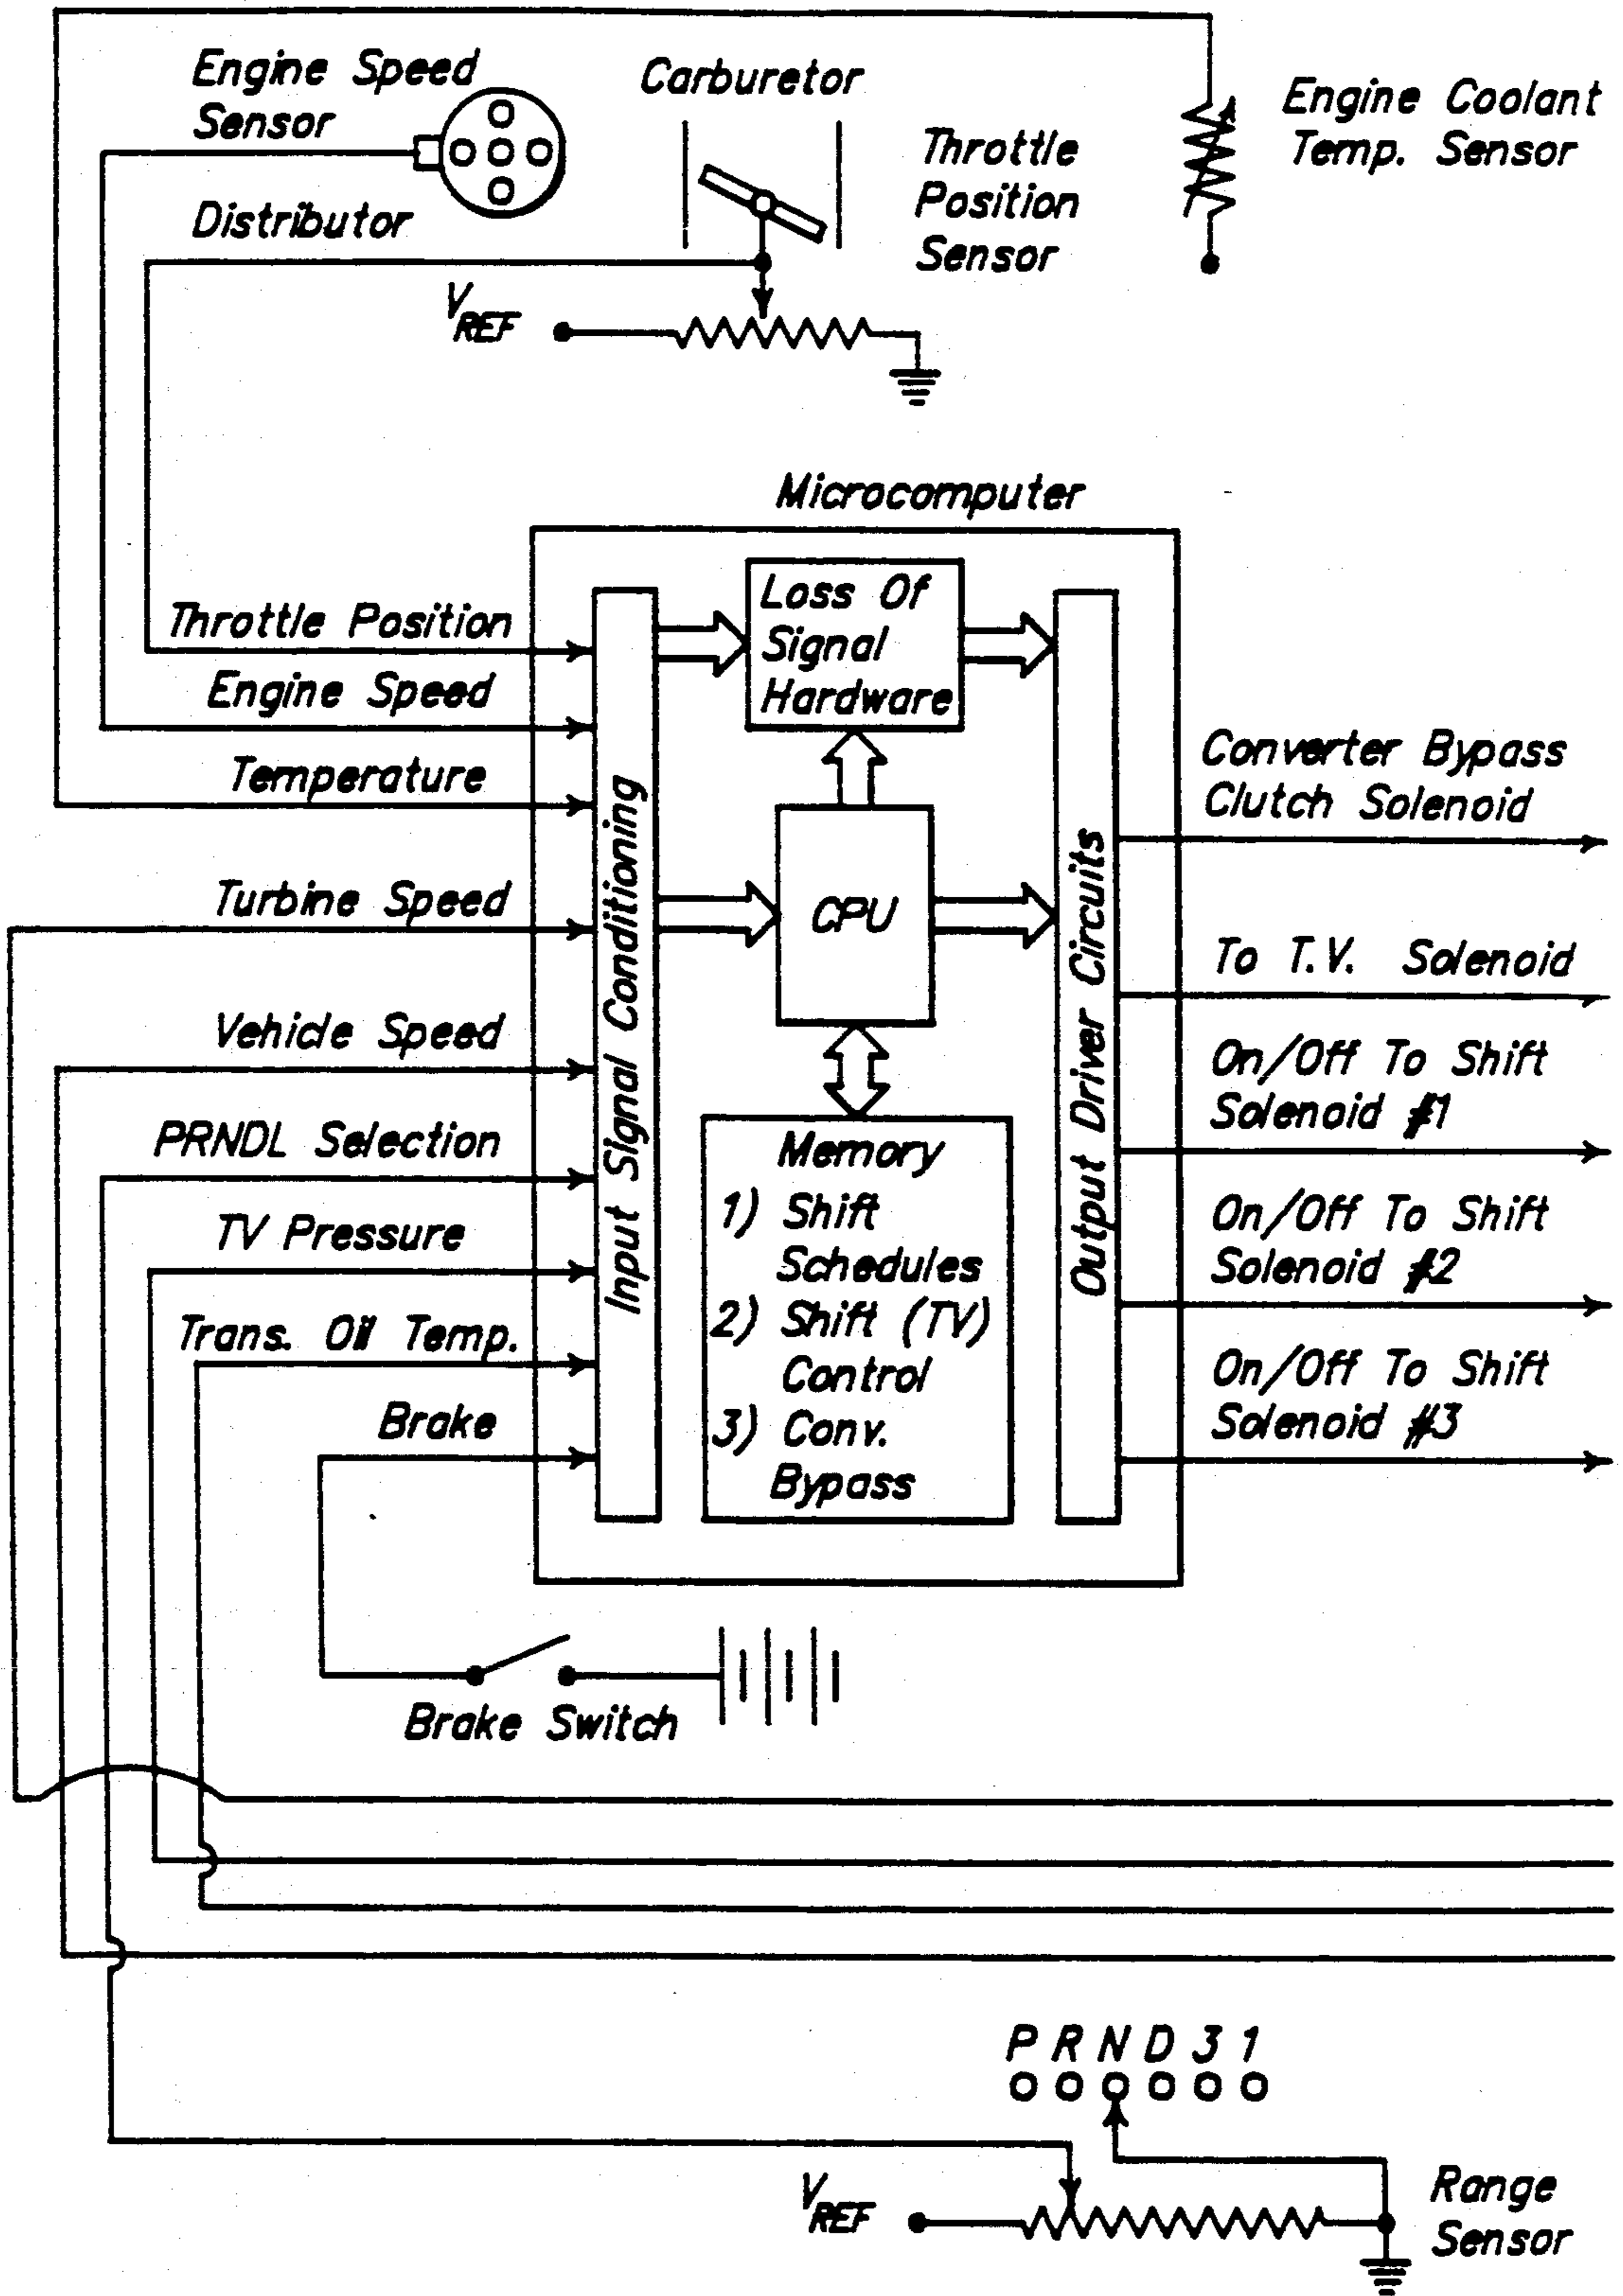 Engine Speed
Sensor
Distributor
Carburetor
Throttle
Position
Sensor
Engine Coolant
Temp. Sensor
VREF
Microcomputer
Throttle Position
Engine Speed
Temperature
Turbine Speed
Vehicle Speed
PRNDL Selection
TV Pressure
Trans. Oil Temp.
Brake
Input Signal Conditioning
Loss Of
Signal
Hardware
CPU
Memory
1) Shift
Schedules
2) Shift (TV)
Control
3) Conv.
Bypass
Output Driver Circuits
Converter Bypass
Clutch Solenoid
To T.V. Solenoid
On/Off To Shift
Solenoid #1
On/Off To Shift
Solenoid #2
On/Off To Shift
Solenoid #3
Brake Switch
P R N D 3 1
VREF
Range
Sensor